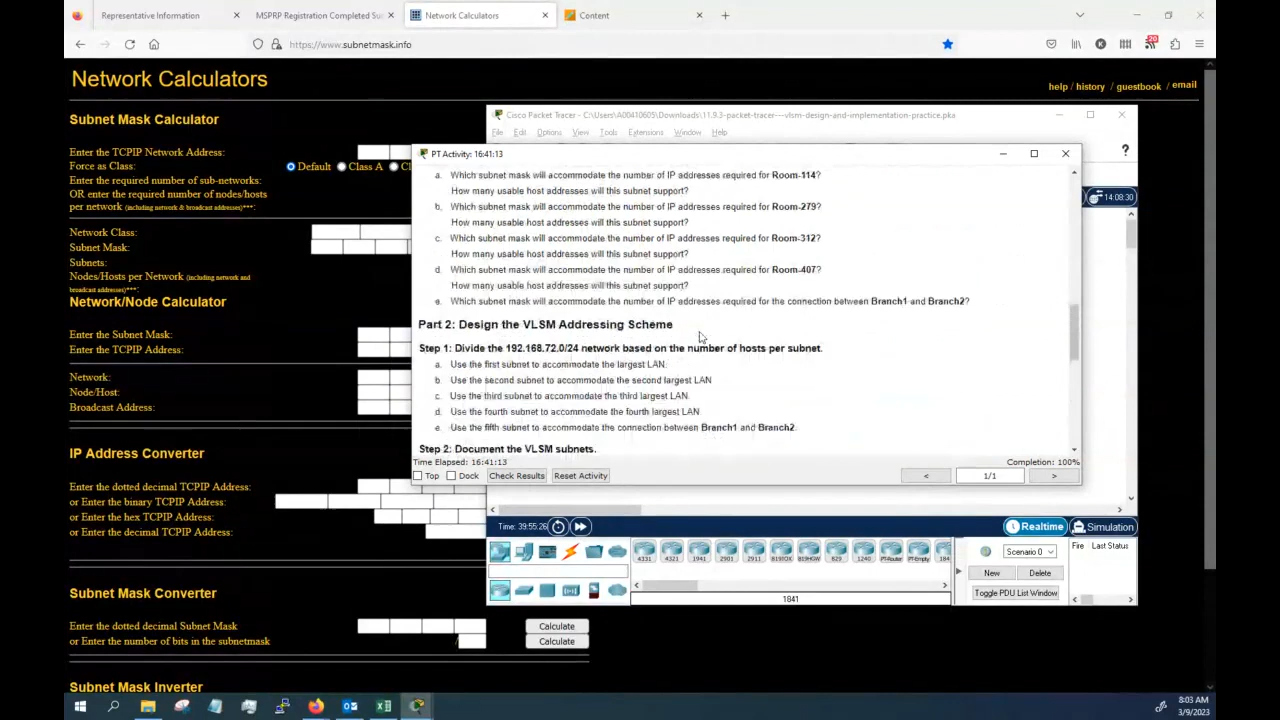 Representative Information
MSPRP Registration Completed Su
Network Calculators
Content
https://www.subnetmask.info
20
Network Calculators
help / history / guestbook / email
Subnet Mask Calculator
Enter the TCPIP Network Address:
Force as Class: Default Class A Cl
Enter the required number of sub-networks:
OR enter the required number of nodes/hosts
per network (including network & broadcast addresses)***:
Network Class:
Subnet Mask:
Subnets:
Nodes/Hosts per Network (including network and
broadcast addresses)***:
Network/Node Calculator
Enter the Subnet Mask:
Enter the TCPIP Address:
Network:
Node/Host:
Broadcast Address:
IP Address Converter
Enter the dotted decimal TCPIP Address:
or Enter the binary TCPIP Address:
or Enter the hex TCPIP Address:
or Enter the decimal TCPIP Address:
Subnet Mask Converter
Enter the dotted decimal Subnet Mask
Calculate
or Enter the number of bits in the subnetmask
/
Calculate
Subnet Mask Inverter
Cisco Packet Tracer - C:\Users\A00410605\Downloads\11.9.3-packet-tracer---vlsm-design-and-implementation-practice.pka
File Edit Options View Tools Extensions Window Help
14:08:30
PT Activity: 16:41:13
a. Which subnet mask will accommodate the number of IP addresses required for Room-114?
How many usable host addresses will this subnet support?
b. Which subnet mask will accommodate the number of IP addresses required for Room-279?
How many usable host addresses will this subnet support?
c. Which subnet mask will accommodate the number of IP addresses required for Room-312?
How many usable host addresses will this subnet support?
d. Which subnet mask will accommodate the number of IP addresses required for Room-407?
How many usable host addresses will this subnet support?
e. Which subnet mask will accommodate the number of IP addresses required for the connection between Branch1 and Branch2?
Part 2: Design the VLSM Addressing Scheme
Step 1: Divide the 192.168.72.0/24 network based on the number of hosts per subnet.
a. Use the first subnet to accommodate the largest LAN.
b. Use the second subnet to accommodate the second largest LAN
c. Use the third subnet to accommodate the third largest LAN.
d. Use the fourth subnet to accommodate the fourth largest LAN.
e. Use the fifth subnet to accommodate the connection between Branch1 and Branch2.
Step 2: Document the VLSM subnets.
Time Elapsed: 16:41:13
Completion: 100%
Top Dock Check Results Reset Activity
< 1/1 >
Time: 39:55:26
Realtime Simulation
4331 4321 1941 2901 2911 819IOX 819HGW 829 1240 PT-Router PT-Empty 184
1841
Scenario 0
New Delete
Toggle PDU List Window
Fire Last Status
8:03 AM
3/9/2023